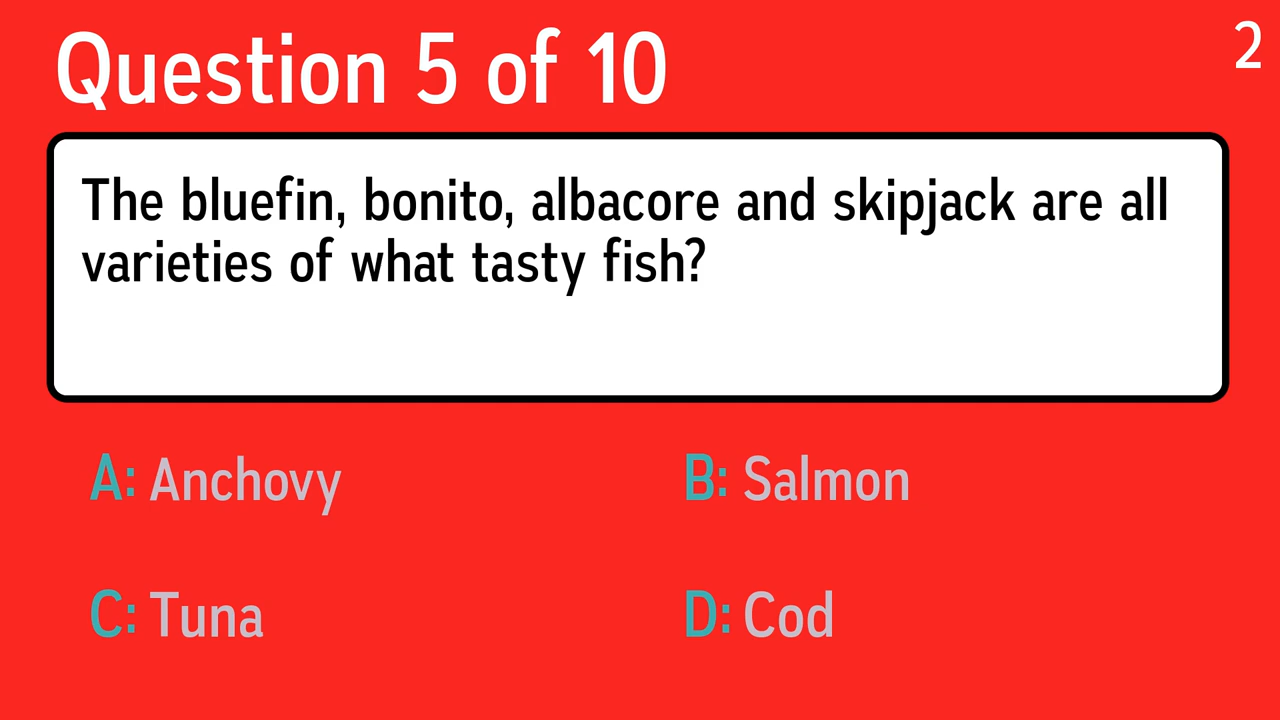 Question 5 of 10
2
The bluefin, bonito, albacore and skipjack are all
varieties of what tasty fish?
A: Anchovy
B: Salmon
C: Tuna
D: Cod